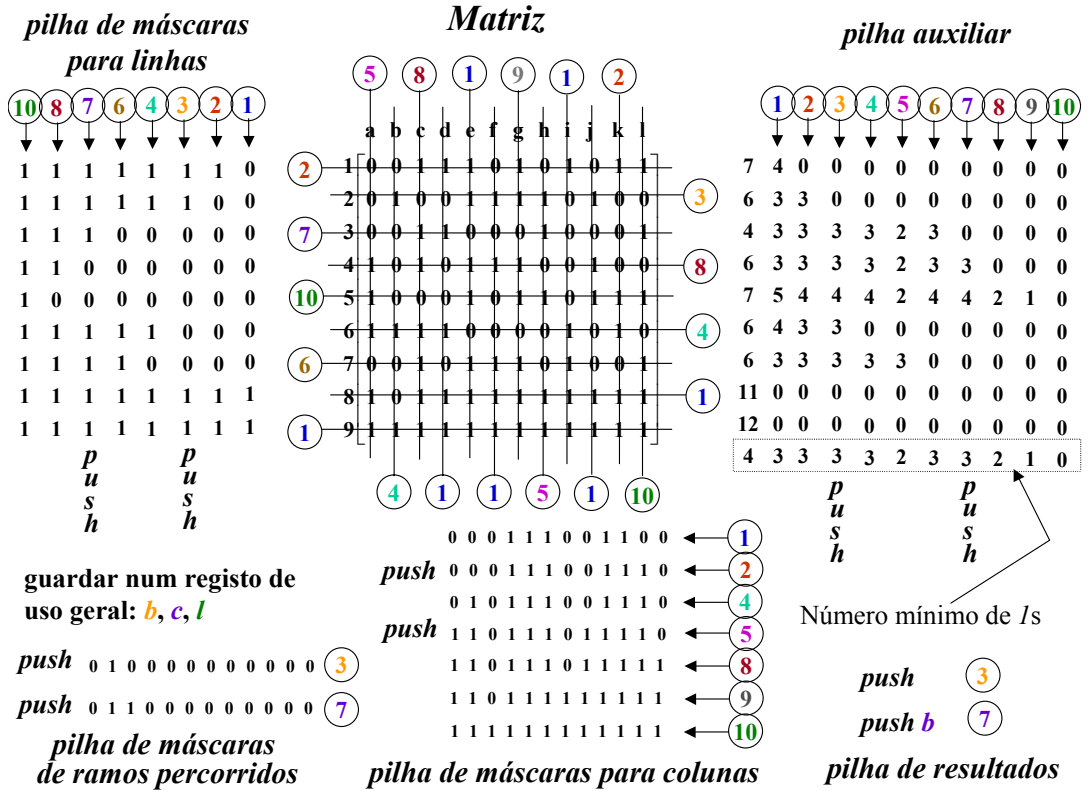 Matriz
pilha de máscaras
para linhas
10 8 7 6 4 3 2 1
1 1 1 1 1 1 1 0
1 1 1 1 1 1 0 0
1 1 1 0 0 0 0 0
1 1 0 0 0 0 0 0
1 0 0 0 0 0 0 0
1 1 1 1 1 0 0 0
1 1 1 1 0 0 0 0
1 1 1 1 1 1 1 1
1 1 1 1 1 1 1 1
push push
5 8 1 9 1 2
a b c d e f g h i j k l
2 1 0 0 1 1 1 0 1 0 1 0 1 1
2 0 1 0 0 1 1 1 1 0 1 0 0 3
7 3 0 0 1 1 0 0 0 1 0 0 0 1
4 1 0 1 0 1 1 1 0 0 1 0 0 8
10 5 1 0 0 0 1 0 1 1 0 1 1 1
6 1 1 1 1 0 0 0 0 1 0 1 0 4
6 7 0 0 1 0 1 1 1 0 1 0 0 1
8 1 0 1 1 1 1 1 1 1 1 1 1 1
1 9 1 1 1 1 1 1 1 1 1 1 1 1
4 1 1 5 1 10
pilha auxiliar
1 2 3 4 5 6 7 8 9 10
7 4 0 0 0 0 0 0 0 0 0
6 3 3 0 0 0 0 0 0 0 0
4 3 3 3 3 2 3 0 0 0 0
6 3 3 3 3 2 3 3 0 0 0
7 5 4 4 4 2 4 4 2 1 0
6 4 3 3 0 0 0 0 0 0 0
6 3 3 3 3 3 0 0 0 0 0
11 0 0 0 0 0 0 0 0 0 0
12 0 0 0 0 0 0 0 0 0 0
4 3 3 3 3 2 3 3 2 1 0
push push
Número mínimo de 1s
0 0 0 1 1 1 0 0 1 1 0 0 1
push 0 0 0 1 1 1 0 0 1 1 1 0 2
0 1 0 1 1 1 0 0 1 1 1 0 4
push 1 1 0 1 1 1 0 1 1 1 1 0 5
1 1 0 1 1 1 0 1 1 1 1 1 8
1 1 0 1 1 1 1 1 1 1 1 1 9
1 1 1 1 1 1 1 1 1 1 1 1 10
pilha de máscaras para colunas
guardar num registo de
uso geral: b, c, l
push 0 1 0 0 0 0 0 0 0 0 0 0 3
push 0 1 1 0 0 0 0 0 0 0 0 0 7
pilha de máscaras
de ramos percorridos
push 3
push b 7
pilha de resultados